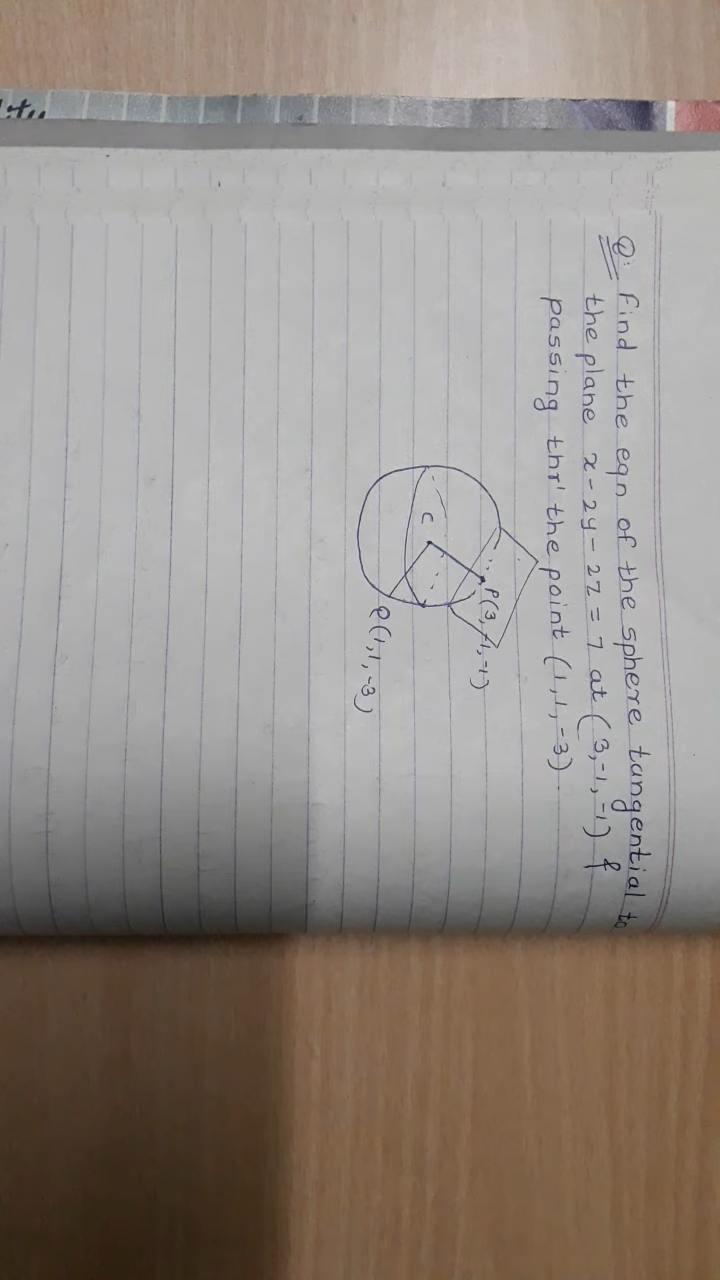 Q: find the eqn of the sphere tangential to
the plane x - 2y - 2z = 7 at (3, -1, -1) &
passing thr' the point (1, 1, -3).
P(3, -1, -1)
C
Q(1, 1, -3)